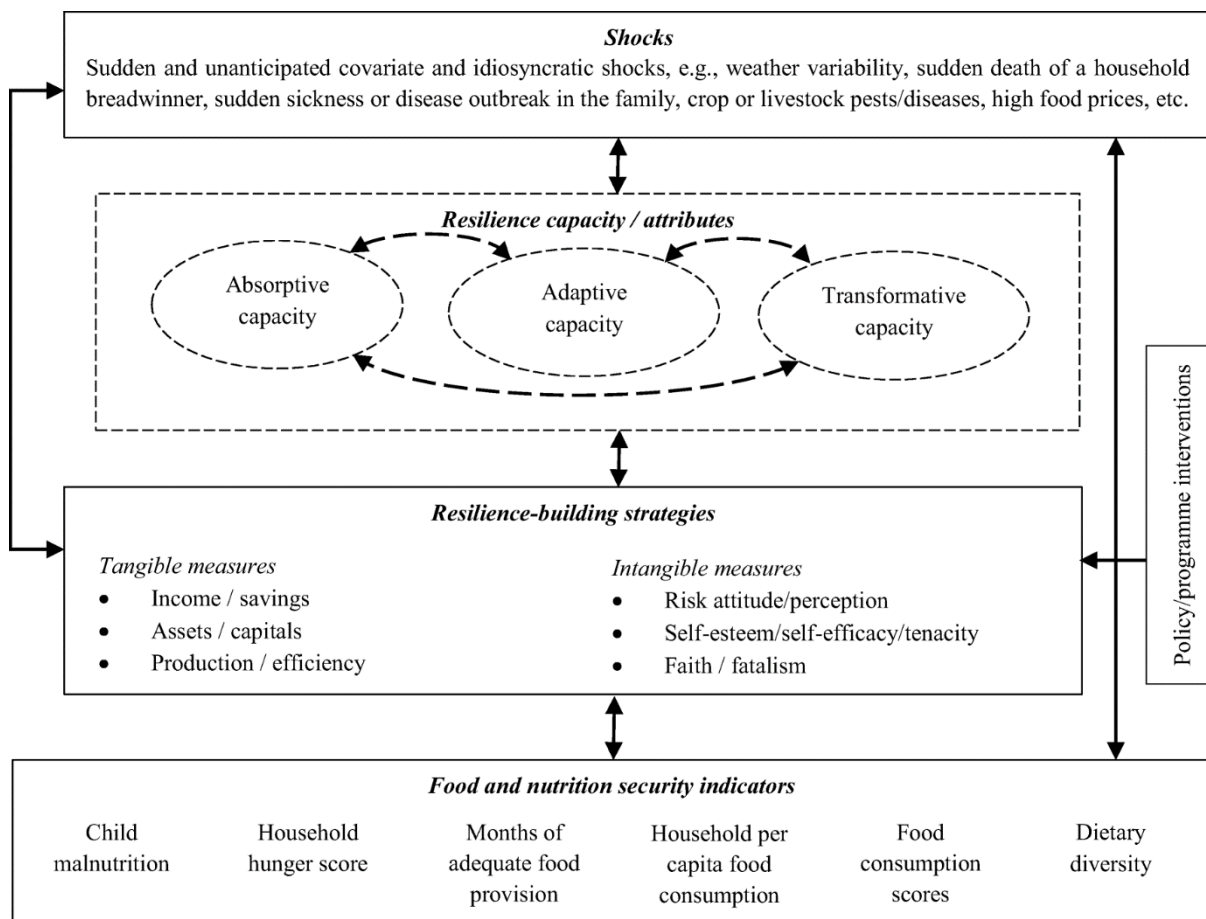 Shocks
Sudden and unanticipated covariate and idiosyncratic shocks, e.g., weather variability, sudden death of a household
breadwinner, sudden sickness or disease outbreak in the family, crop or livestock pests/diseases, high food prices, etc.
Resilience capacity / attributes
Absorptive
capacity
Adaptive
capacity
Transformative
capacity
Policy/programme interventions
Resilience-building strategies
Tangible measures
• Income / savings
• Assets / capitals
• Production / efficiency
Intangible measures
• Risk attitude/perception
• Self-esteem/self-efficacy/tenacity
• Faith / fatalism
Food and nutrition security indicators
Child
malnutrition
Household
hunger score
Months of
adequate food
provision
Household per
capita food
consumption
Food
consumption
scores
Dietary
diversity